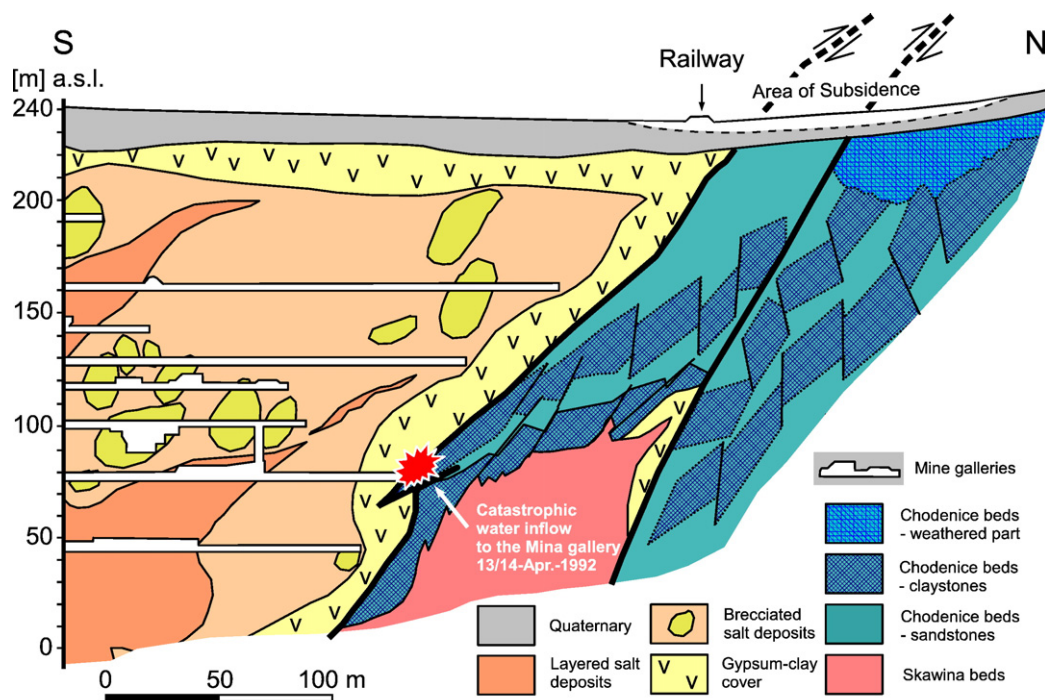 S
N
[m] a.s.l.
Railway
Area of Subsidence
240
200
150
100
50
0
Catastrophic
water inflow
to the Mina gallery
13/14-Apr.-1992
0
50
100 m
Quaternary
Layered salt
deposits
Brecciated
salt deposits
V V
V
Gypsum-clay
cover
Mine galleries
Chodenice beds
- weathered part
Chodenice beds
- claystones
Chodenice beds
- sandstones
Skawina beds